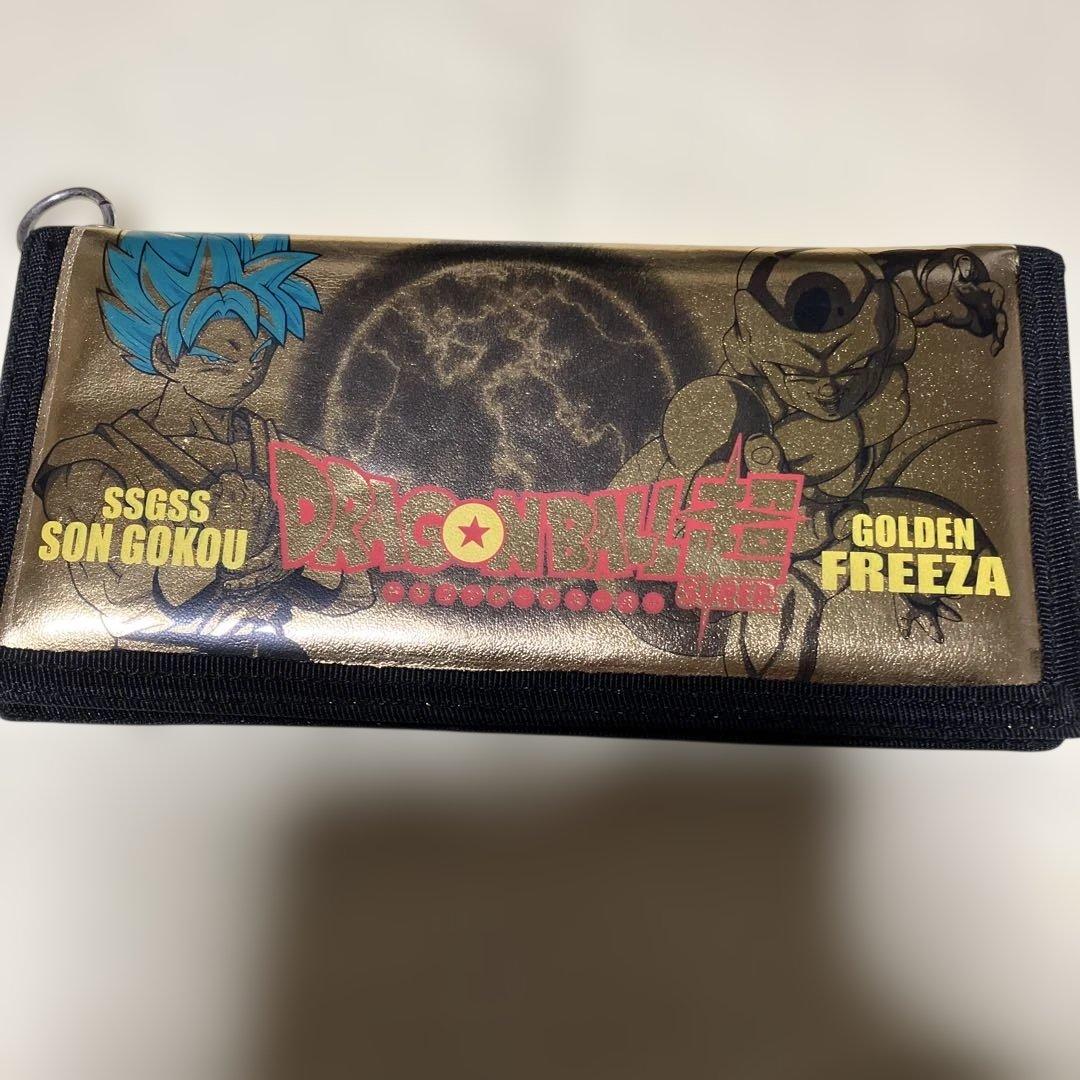 SSGSS
SON GOKOU
DRAGONBALL超
SUPER
GOLDEN
FREEZA